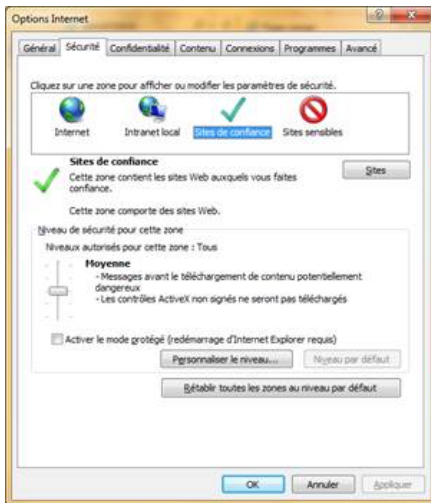 Options Internet
Général Sécurité Confidentialité Contenu Connexions Programmes Avancé
Cliquez sur une zone pour afficher ou modifier les paramètres de sécurité.
Internet Intranet local Sites de confiance Sites sensibles
Sites de confiance
Sites
Cette zone contient les sites Web auxquels vous faites
confiance.
Cette zone comporte des sites Web.
Niveau de sécurité pour cette zone
Niveaux autorisés pour cette zone : Tous
Moyenne
- Messages avant le téléchargement de contenu potentiellement
dangereux
- Les contrôles ActiveX non signés ne seront pas téléchargés
Activer le mode protégé (redémarrage d'Internet Explorer requis)
Personnaliser le niveau... Niveau par défaut
Rétablir toutes les zones au niveau par défaut
OK Annuler Appliquer